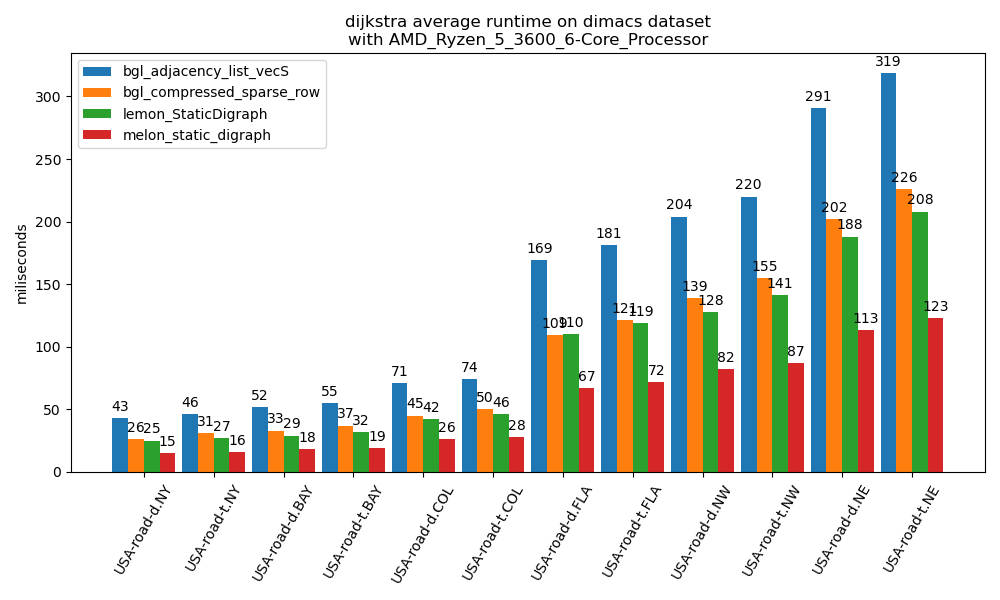 dijkstra average runtime on dimacs dataset
with AMD_Ryzen_5_3600_6-Core_Processor
bgl_adjacency_list_vecS
bgl_compressed_sparse_row
lemon_StaticDigraph
melon_static_digraph
miliseconds
300
250
200
150
100
50
0
43 26 25 15
46 31 27 16
52 33 29 18
55 37 32 19
71 45 42 26
74 50 46 28
169 109 110 67
181 121 119 72
204 139 128 82
220 155 141 87
291 202 188 113
319 226 208 123
USA-road-d.NY
USA-road-t.NY
USA-road-d.BAY
USA-road-t.BAY
USA-road-d.COL
USA-road-t.COL
USA-road-d.FLA
USA-road-t.FLA
USA-road-d.NW
USA-road-t.NW
USA-road-d.NE
USA-road-t.NE